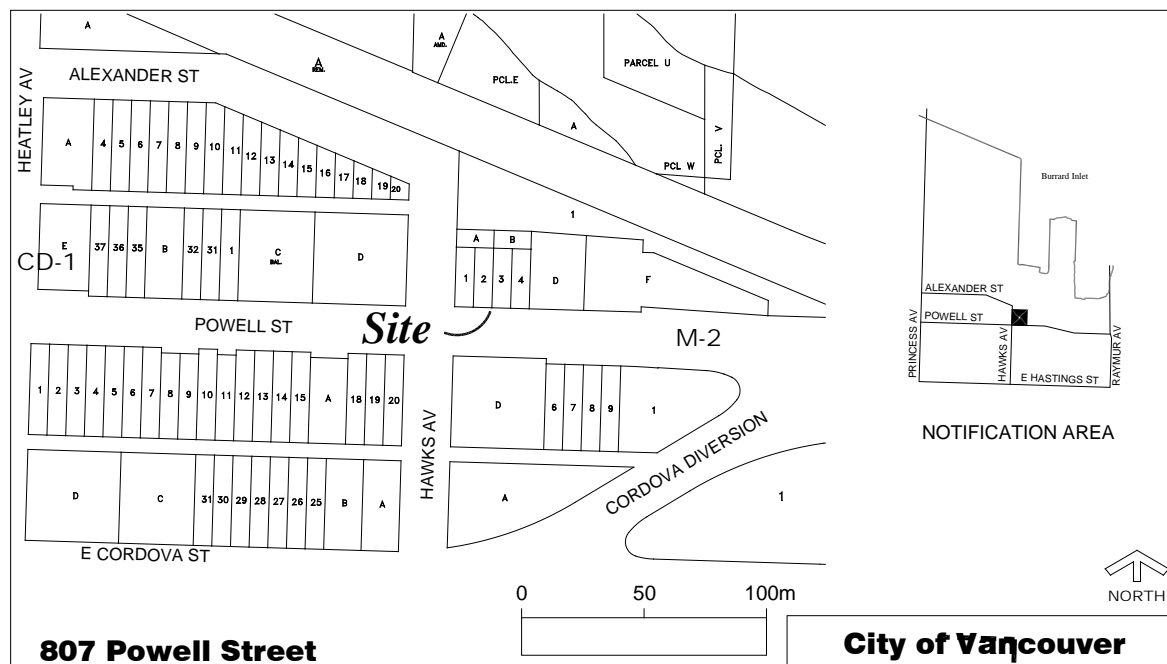 A
ALEXANDER ST
HEATLEY AV
A
REM.
A
AMD.
PCL.E
A
PARCEL U
PCL. V
PCL W
A 4 5 6 7 8 9 10 11 12 13 14 15 16 17 18 19 20
CD-1
E 37 36 35 B 32 31 1 C D
BAL.
1
A B
1 2 3 4 D F
POWELL ST
Site
M-2
1 2 3 4 5 6 7 8 9 10 11 12 13 14 15 A 18 19 20
HAWKS AV
D 6 7 8 9 1
CORDOVA DIVERSION
D C 31 30 29 28 27 26 25 B A
A
1
E CORDOVA ST
Burrard Inlet
ALEXANDER ST
POWELL ST
PRINCESS AV
HAWKS AV
RAYMUR AV
E HASTINGS ST
NOTIFICATION AREA
0 50 100m
NORTH
807 Powell Street
City of Vancouver